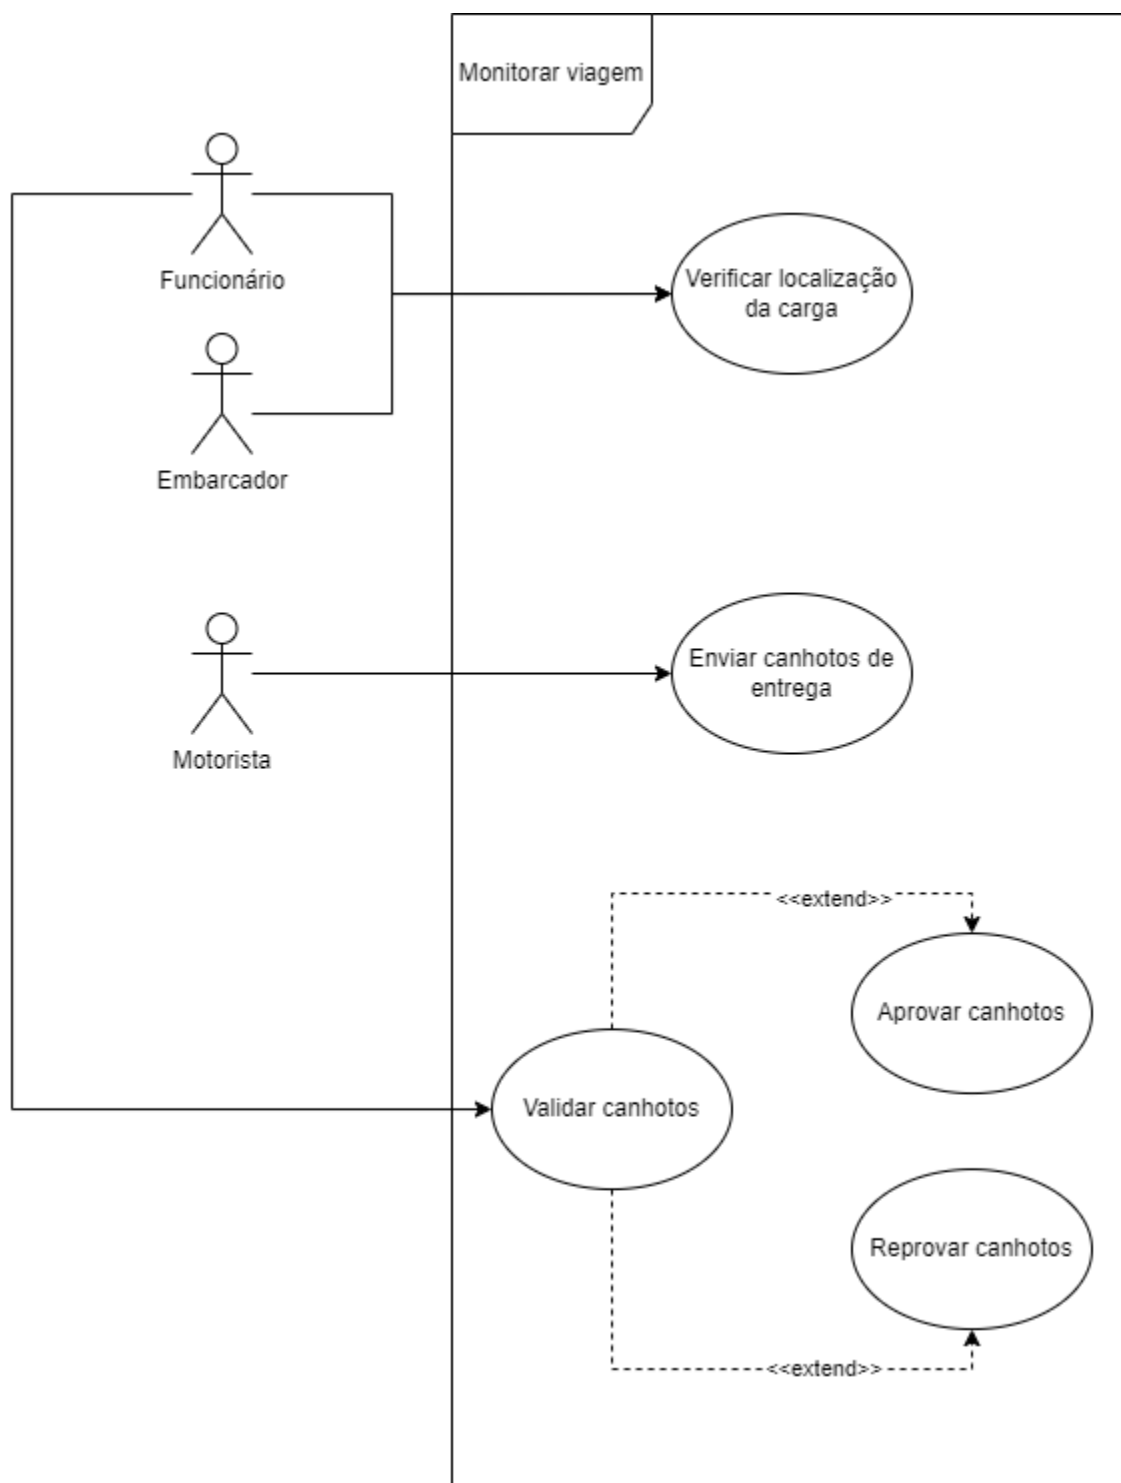 Monitorar viagem
Funcionário
Verificar localização
da carga
Embarcador
Enviar canhotos de
entrega
Motorista
<<extend>>
Aprovar canhotos
Validar canhotos
Reprovar canhotos
<<extend>>